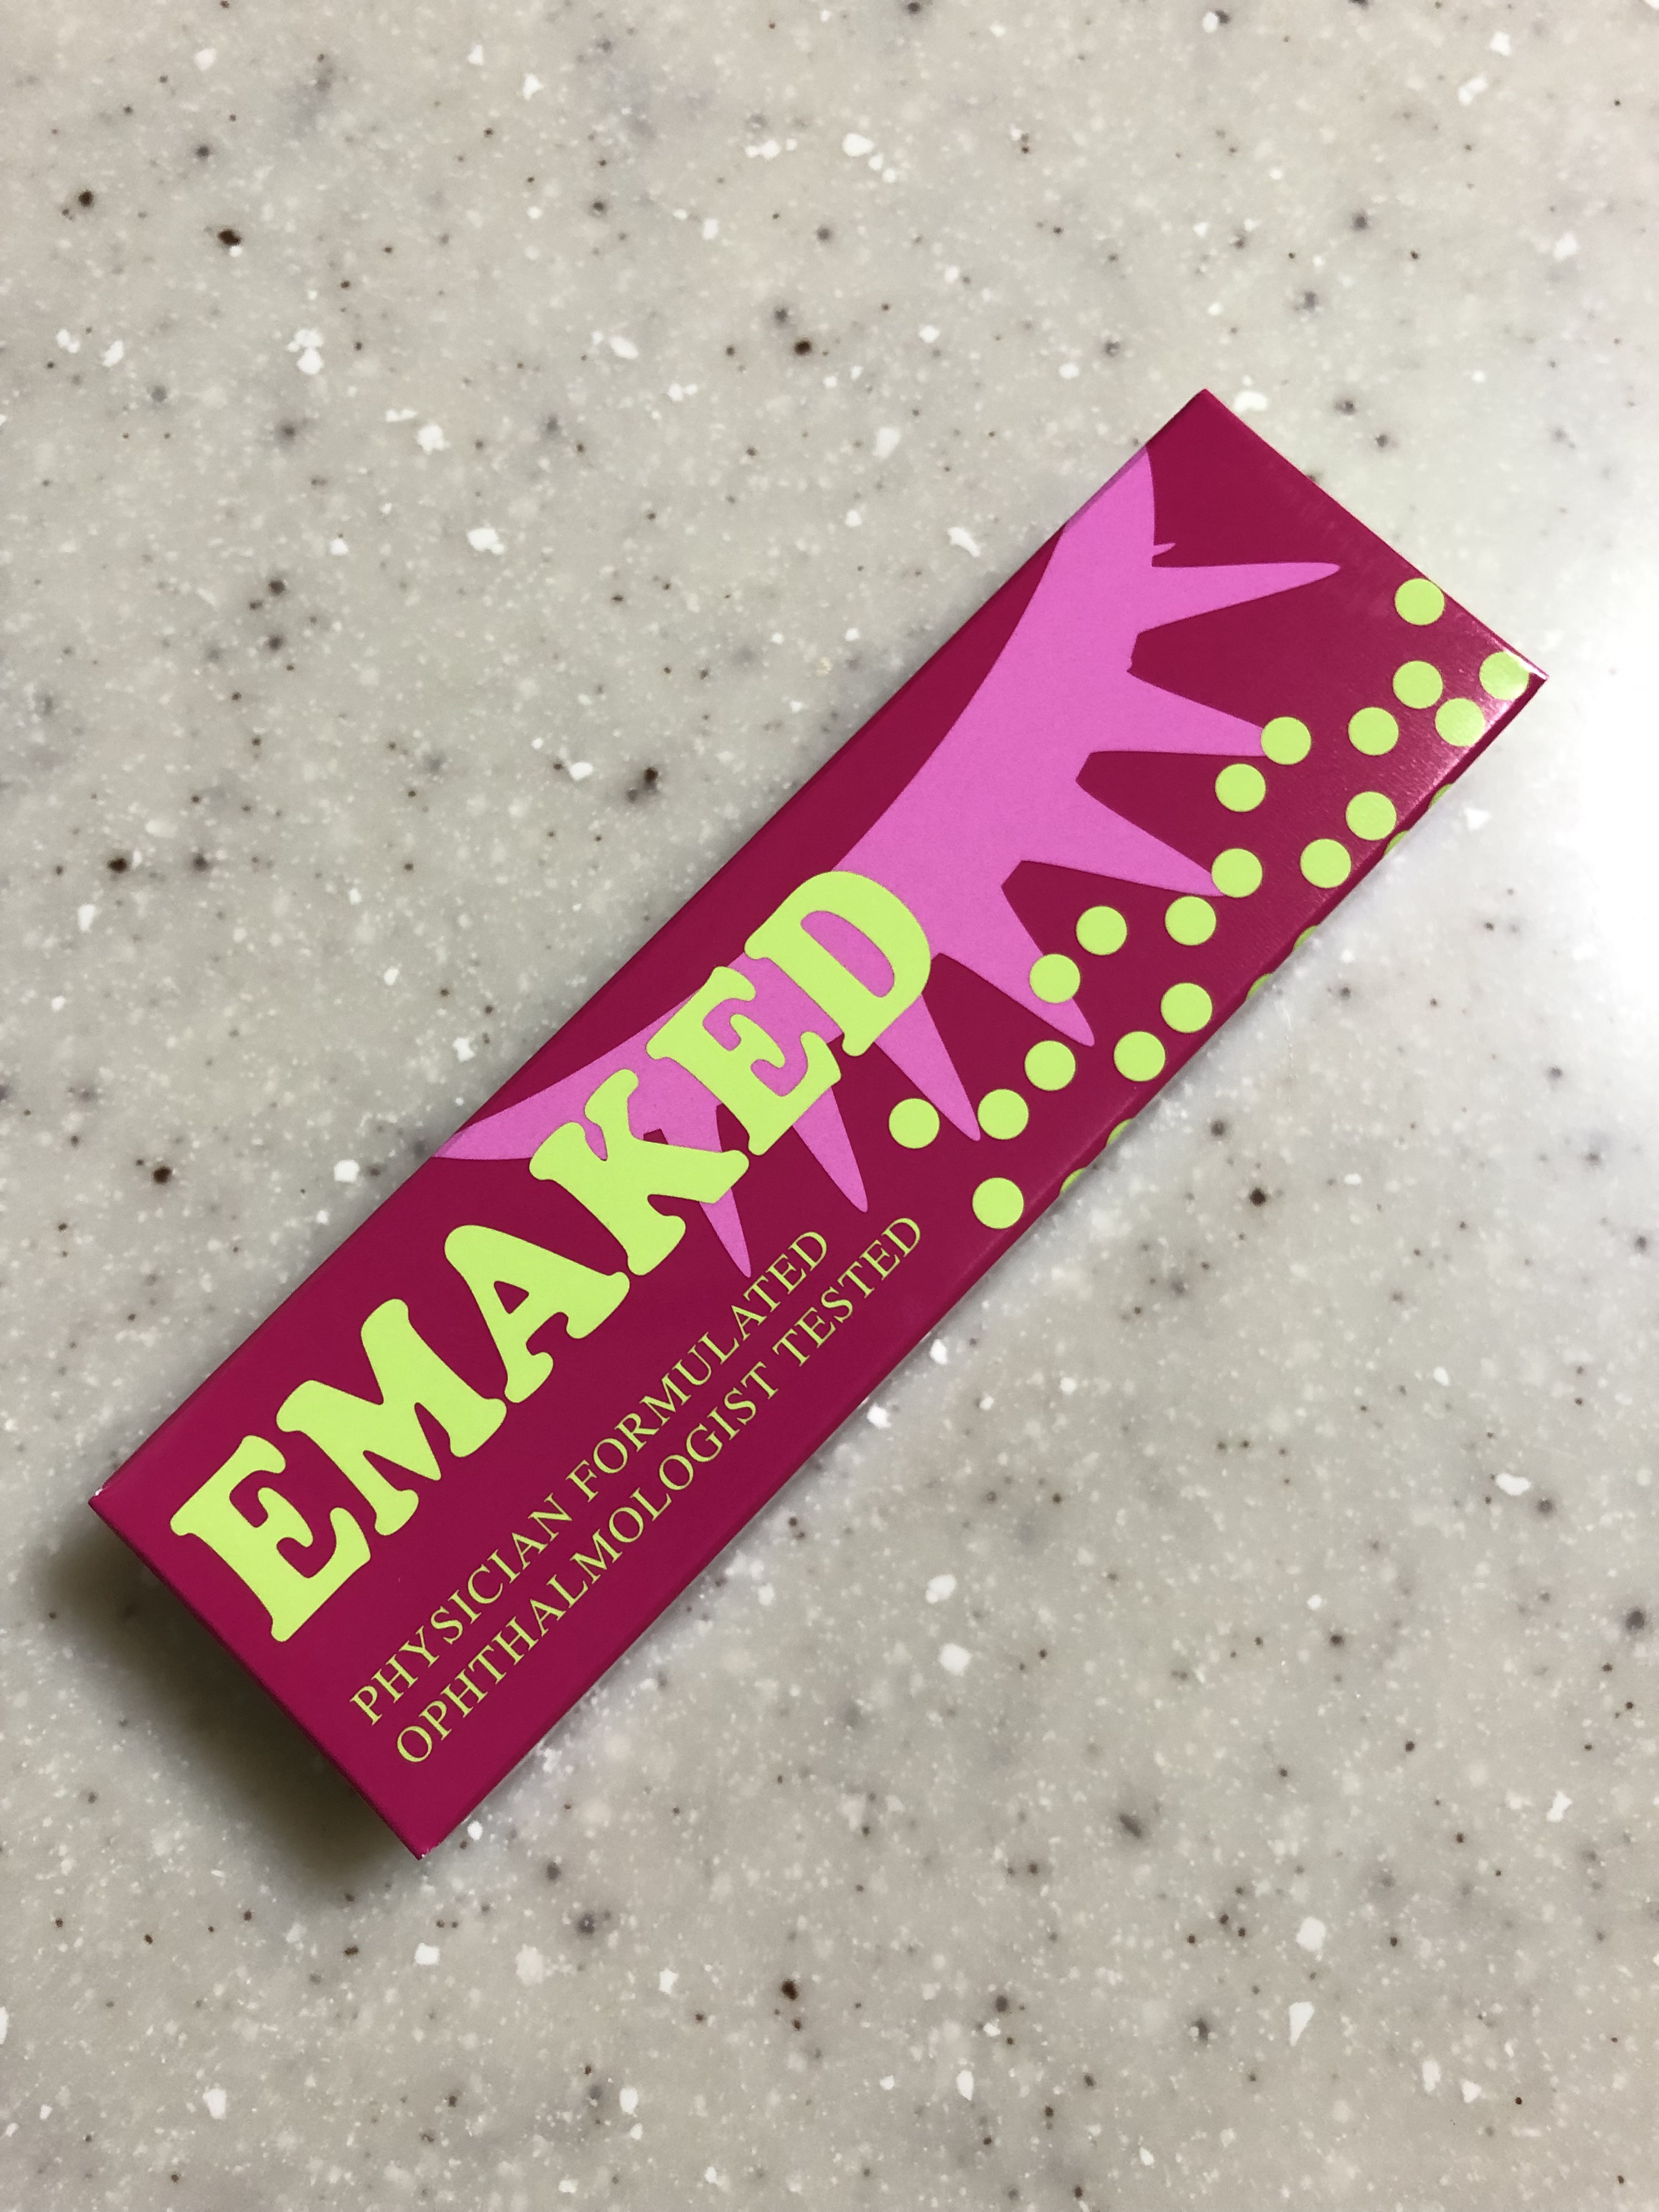 EMAKED
PHYSICIAN FORMULATED
OPHTHALMOLOGIST TESTED